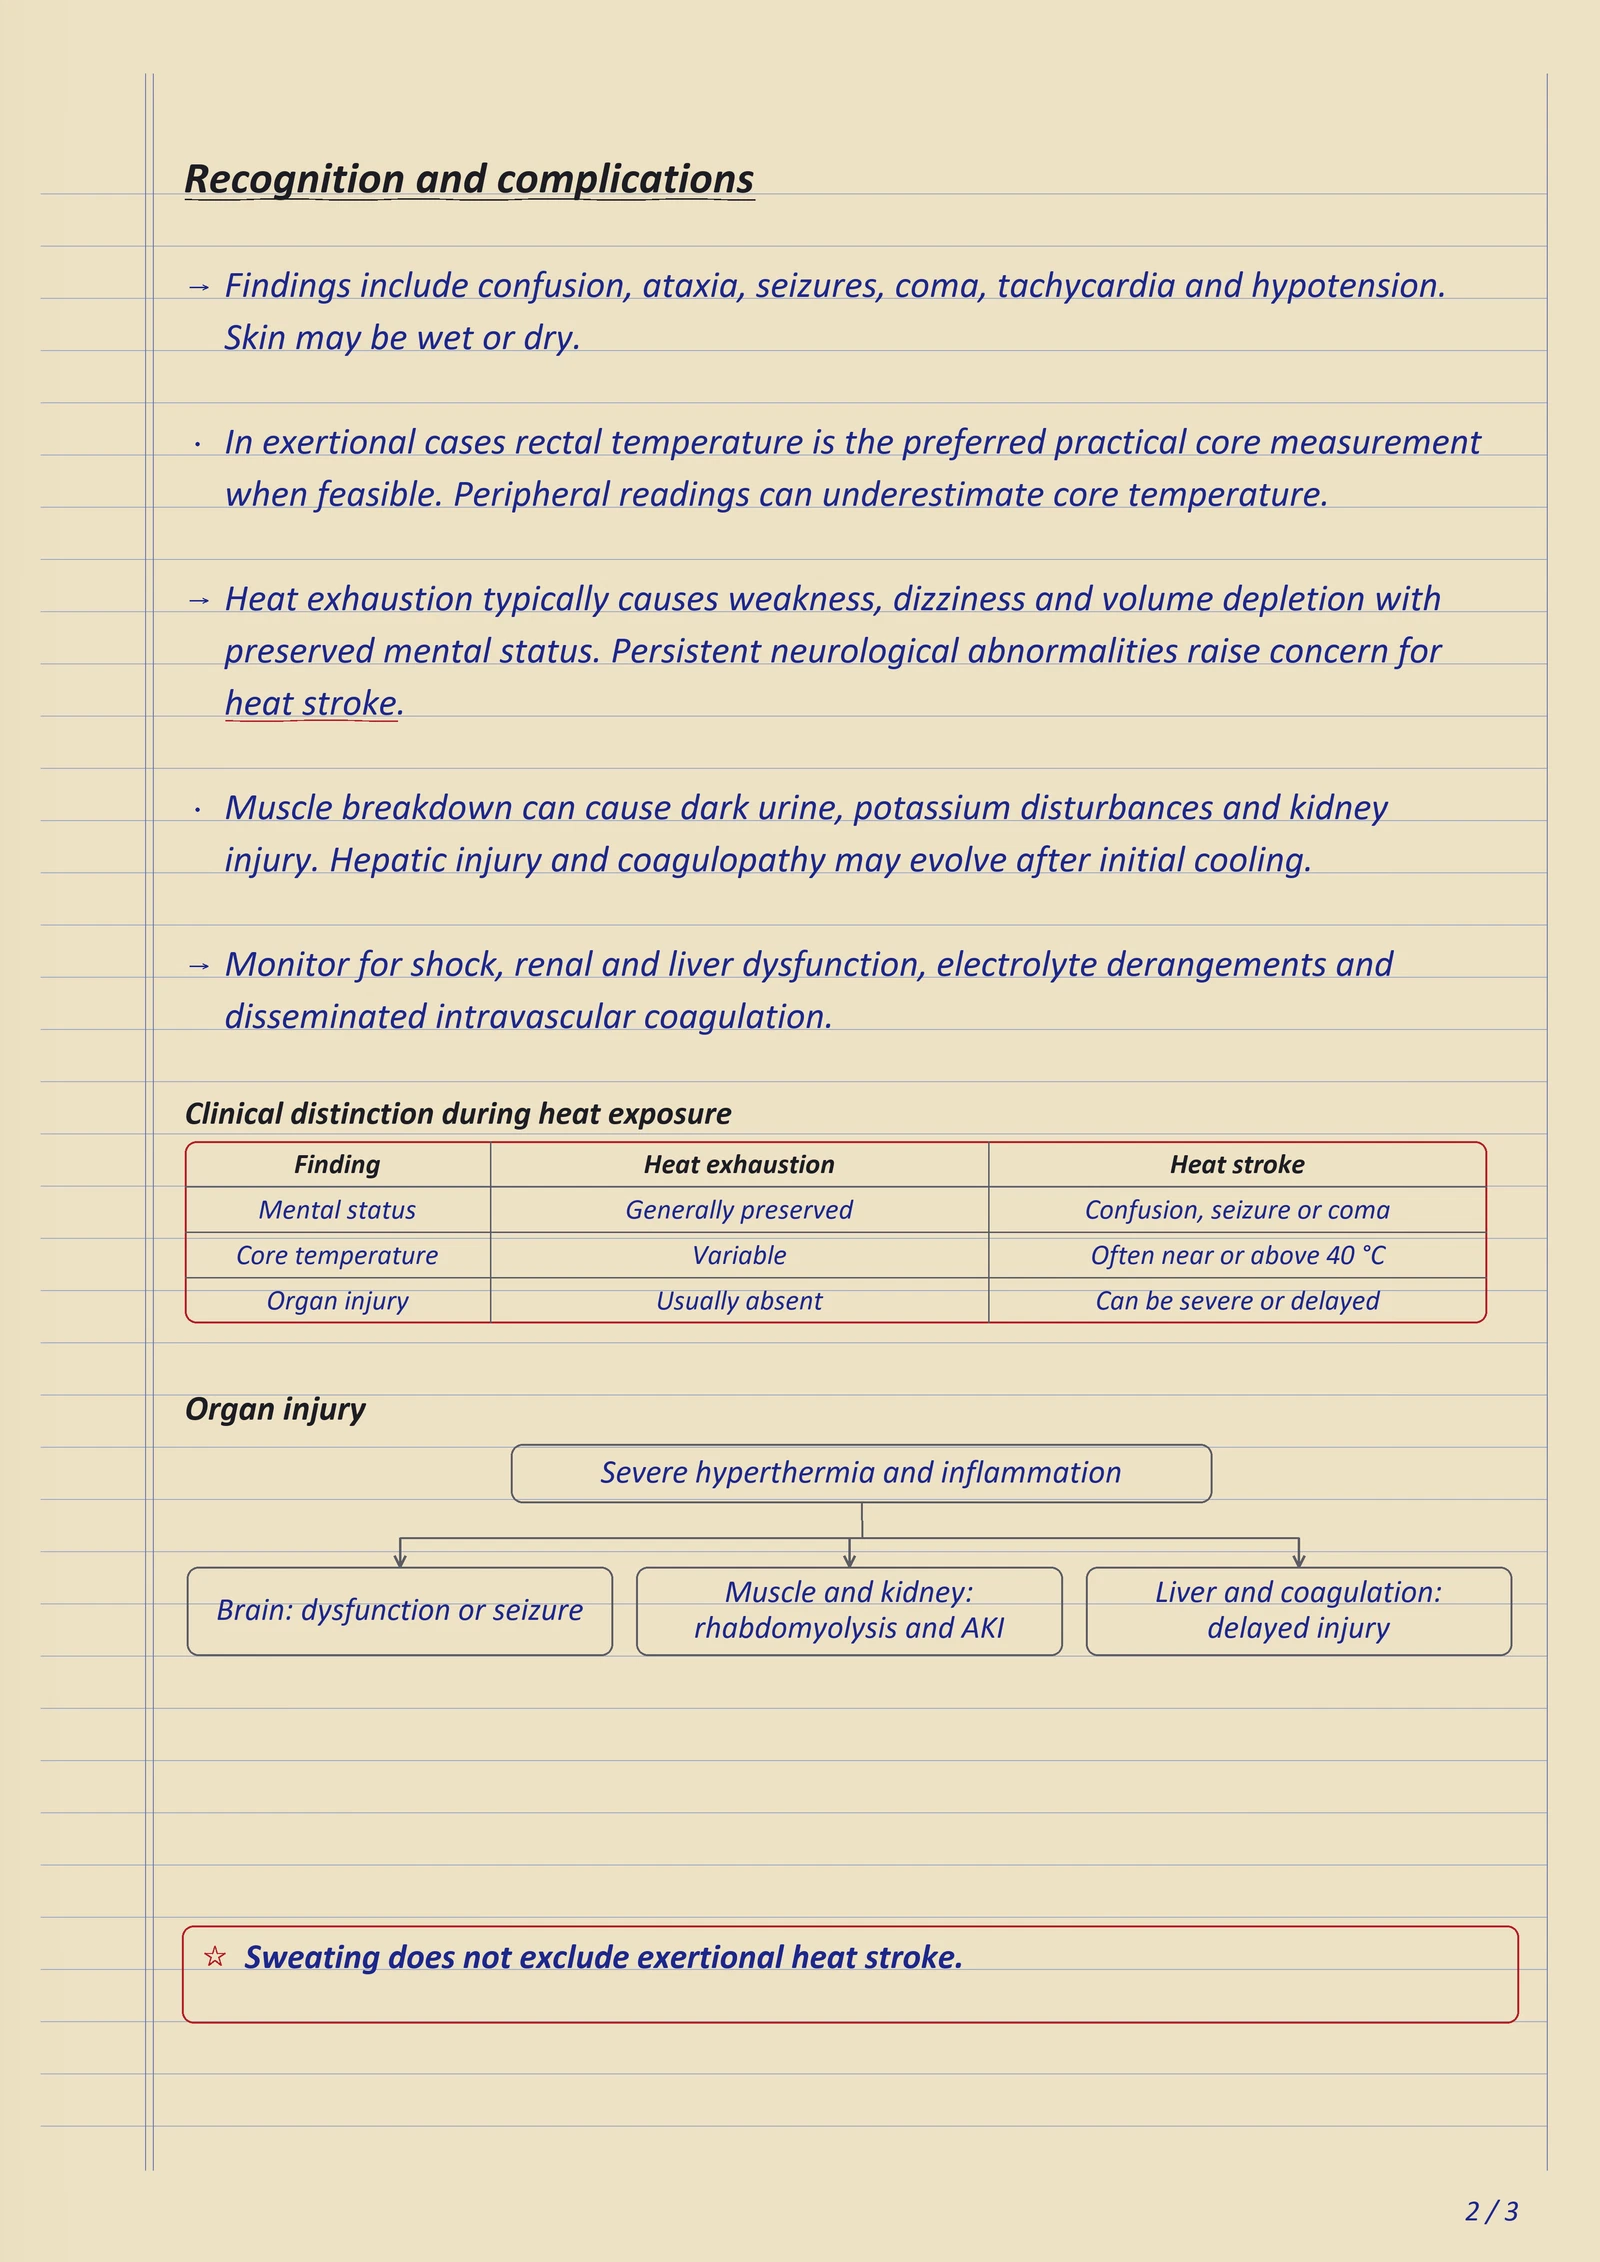 Recognition and complications
→ Findings include confusion, ataxia, seizures, coma, tachycardia and hypotension.
Skin may be wet or dry.
· In exertional cases rectal temperature is the preferred practical core measurement
when feasible. Peripheral readings can underestimate core temperature.
→ Heat exhaustion typically causes weakness, dizziness and volume depletion with
preserved mental status. Persistent neurological abnormalities raise concern for
heat stroke.
· Muscle breakdown can cause dark urine, potassium disturbances and kidney
injury. Hepatic injury and coagulopathy may evolve after initial cooling.
→ Monitor for shock, renal and liver dysfunction, electrolyte derangements and
disseminated intravascular coagulation.
Clinical distinction during heat exposure
Finding Heat exhaustion Heat stroke
Mental status Generally preserved Confusion, seizure or coma
Core temperature Variable Often near or above 40 °C
Organ injury Usually absent Can be severe or delayed
Organ injury
Severe hyperthermia and inflammation
Brain: dysfunction or seizure
Muscle and kidney:
rhabdomyolysis and AKI
Liver and coagulation:
delayed injury
☆ Sweating does not exclude exertional heat stroke.
2 / 3